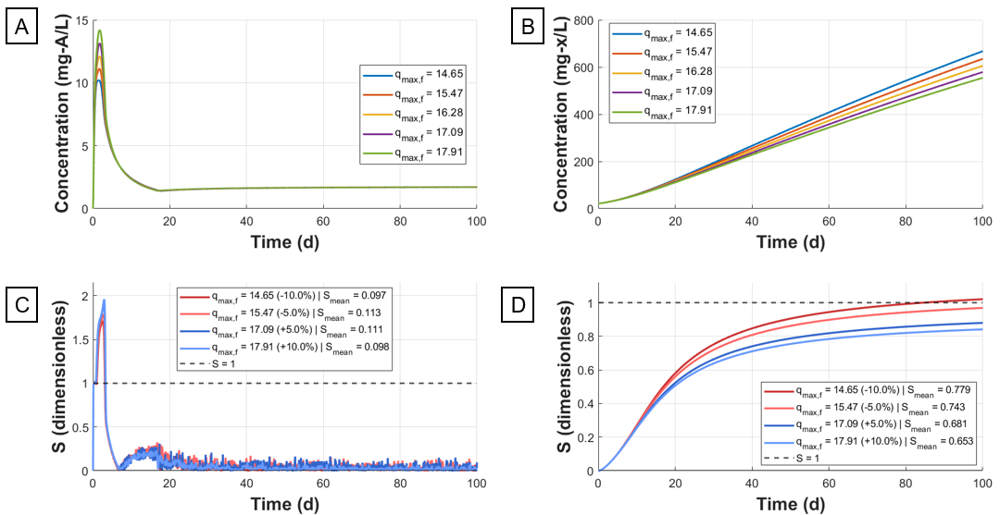 A
Concentration (mg-A/L)
15
10
5
0
q_max,f = 14.65
q_max,f = 15.47
q_max,f = 16.28
q_max,f = 17.09
q_max,f = 17.91
0 20 40 60 80 100
Time (d)
B
Concentration (mg-x/L)
800
600
400
200
0
q_max,f = 14.65
q_max,f = 15.47
q_max,f = 16.28
q_max,f = 17.09
q_max,f = 17.91
0 20 40 60 80 100
Time (d)
C
S (dimensionless)
2
1.5
1
0.5
0
q_max,f = 14.65 (-10.0%) | S_mean = 0.097
q_max,f = 15.47 (-5.0%) | S_mean = 0.113
q_max,f = 17.09 (+5.0%) | S_mean = 0.111
q_max,f = 17.91 (+10.0%) | S_mean = 0.098
S = 1
0 20 40 60 80 100
Time (d)
D
S (dimensionless)
1
0.8
0.6
0.4
0.2
0
q_max,f = 14.65 (-10.0%) | S_mean = 0.779
q_max,f = 15.47 (-5.0%) | S_mean = 0.743
q_max,f = 17.09 (+5.0%) | S_mean = 0.681
q_max,f = 17.91 (+10.0%) | S_mean = 0.653
S = 1
0 20 40 60 80 100
Time (d)